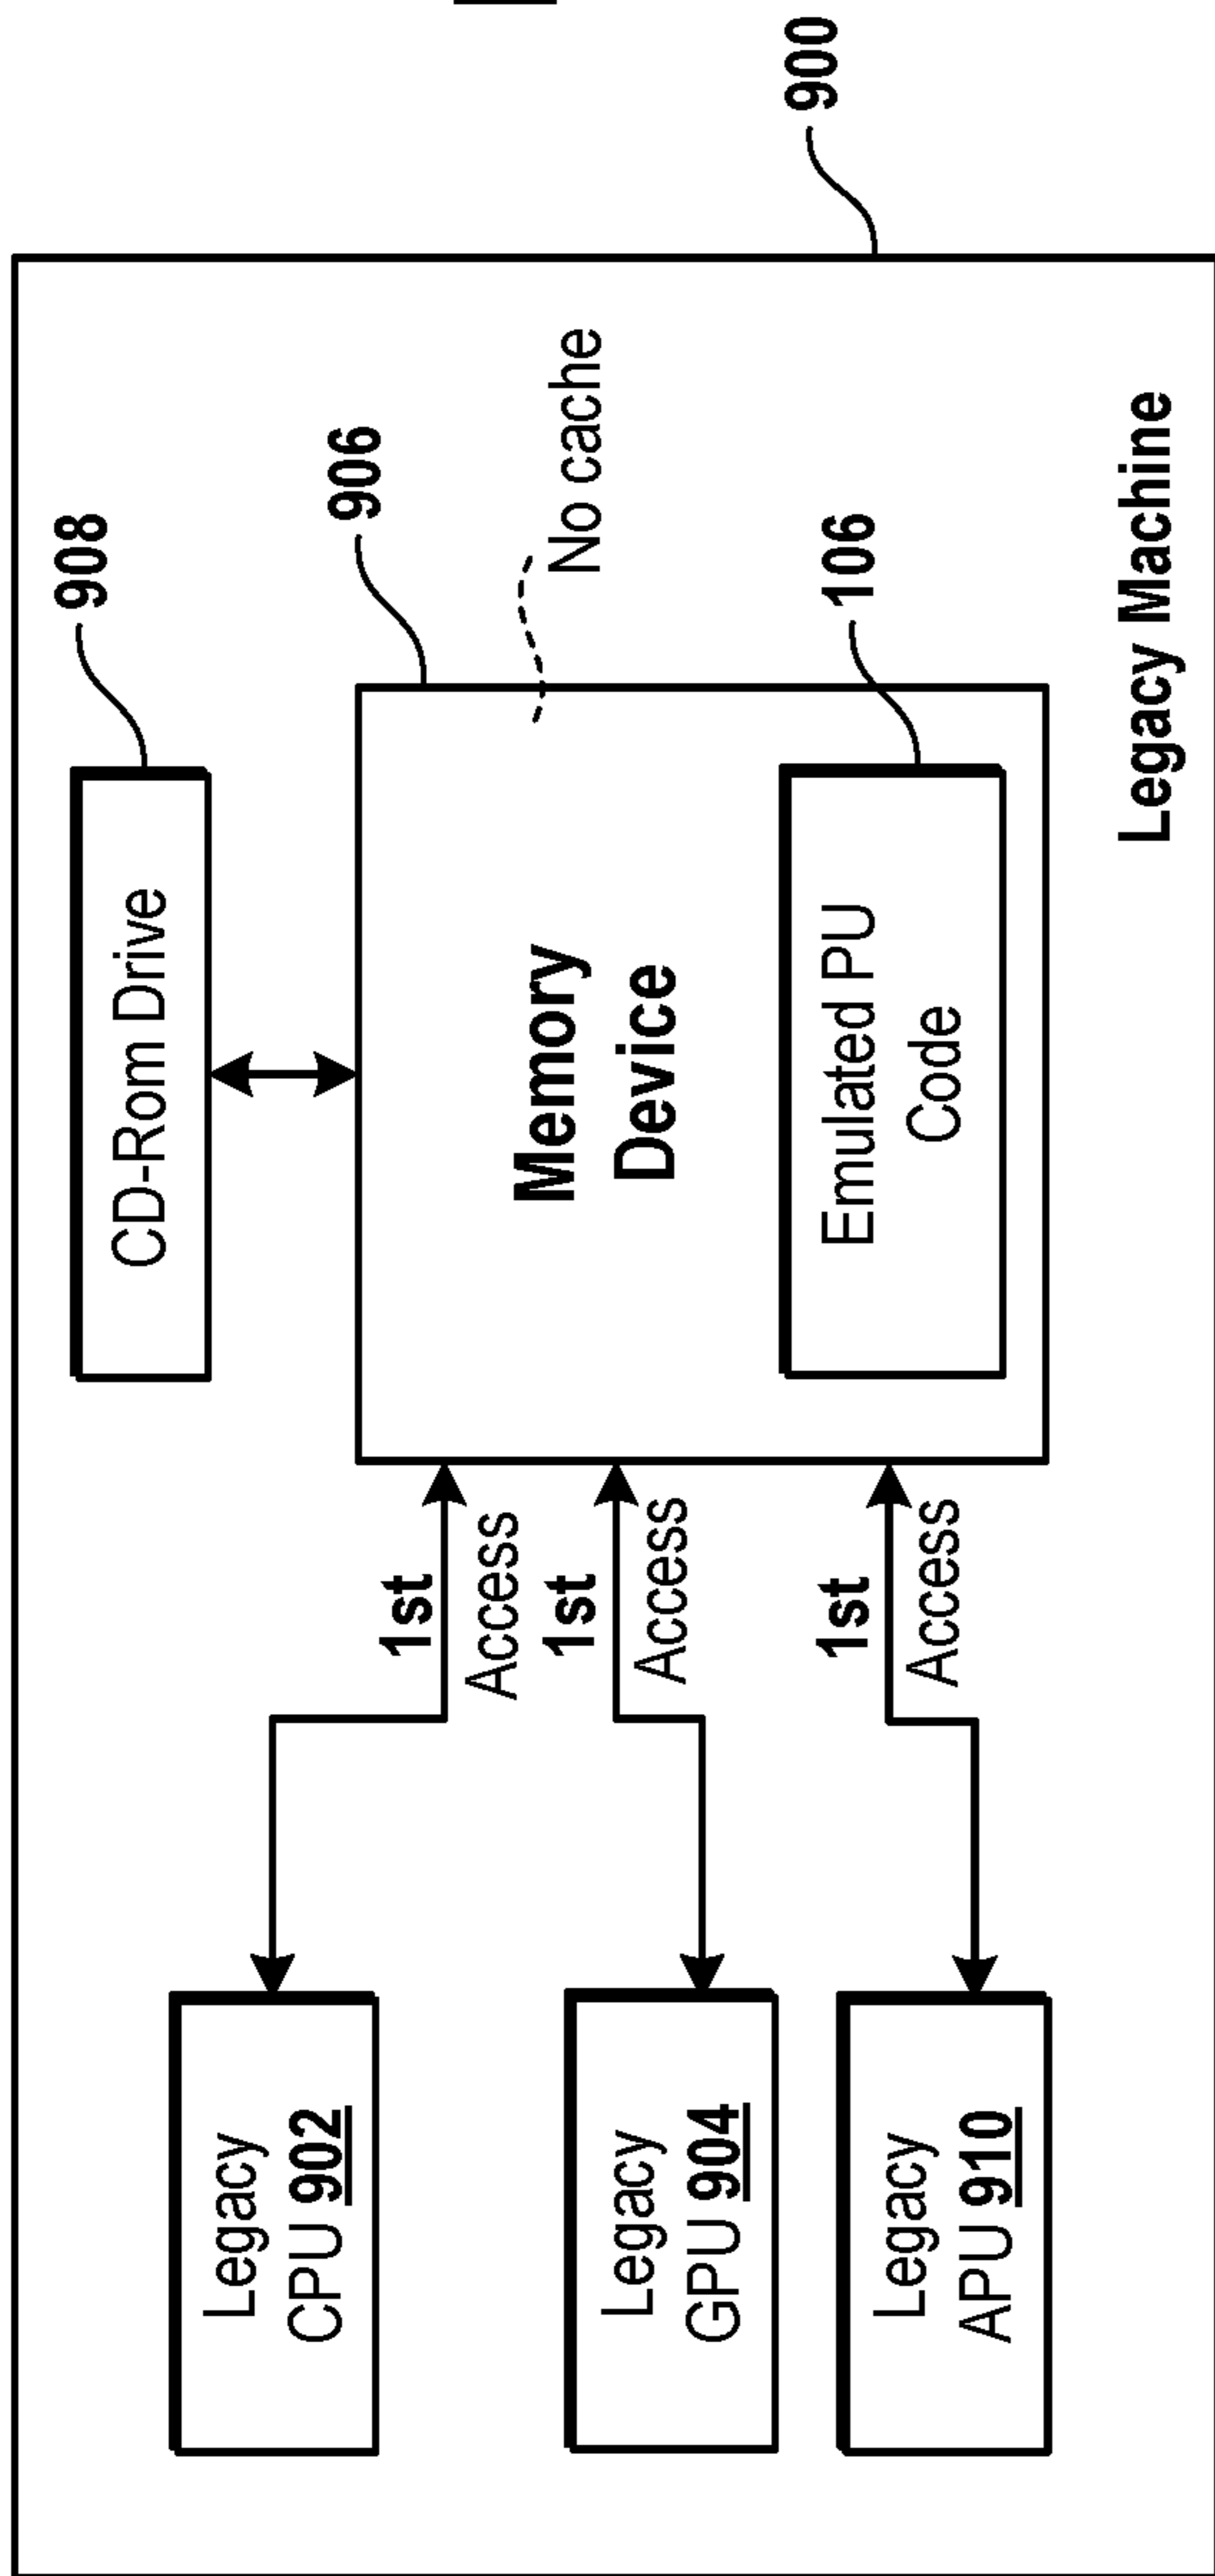 900
908
906
No cache
CD-Rom Drive
Memory
Device
106
Emulated PU
Code
1st
Access
1st
Access
1st
Access
Legacy
CPU 902
Legacy
GPU 904
Legacy
APU 910
Legacy Machine